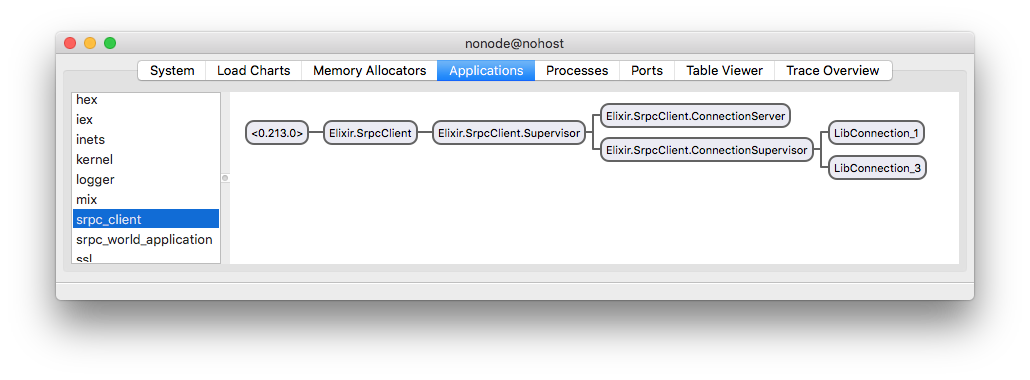 nonode@nohost
System Load Charts Memory Allocators Applications Processes Ports Table Viewer Trace Overview
hex
iex
inets
kernel
logger
mix
srpc_client
srpc_world_application
ssl
<0.213.0> Elixir.SrpcClient Elixir.SrpcClient.Supervisor
Elixir.SrpcClient.ConnectionServer
Elixir.SrpcClient.ConnectionSupervisor
LibConnection_1
LibConnection_3